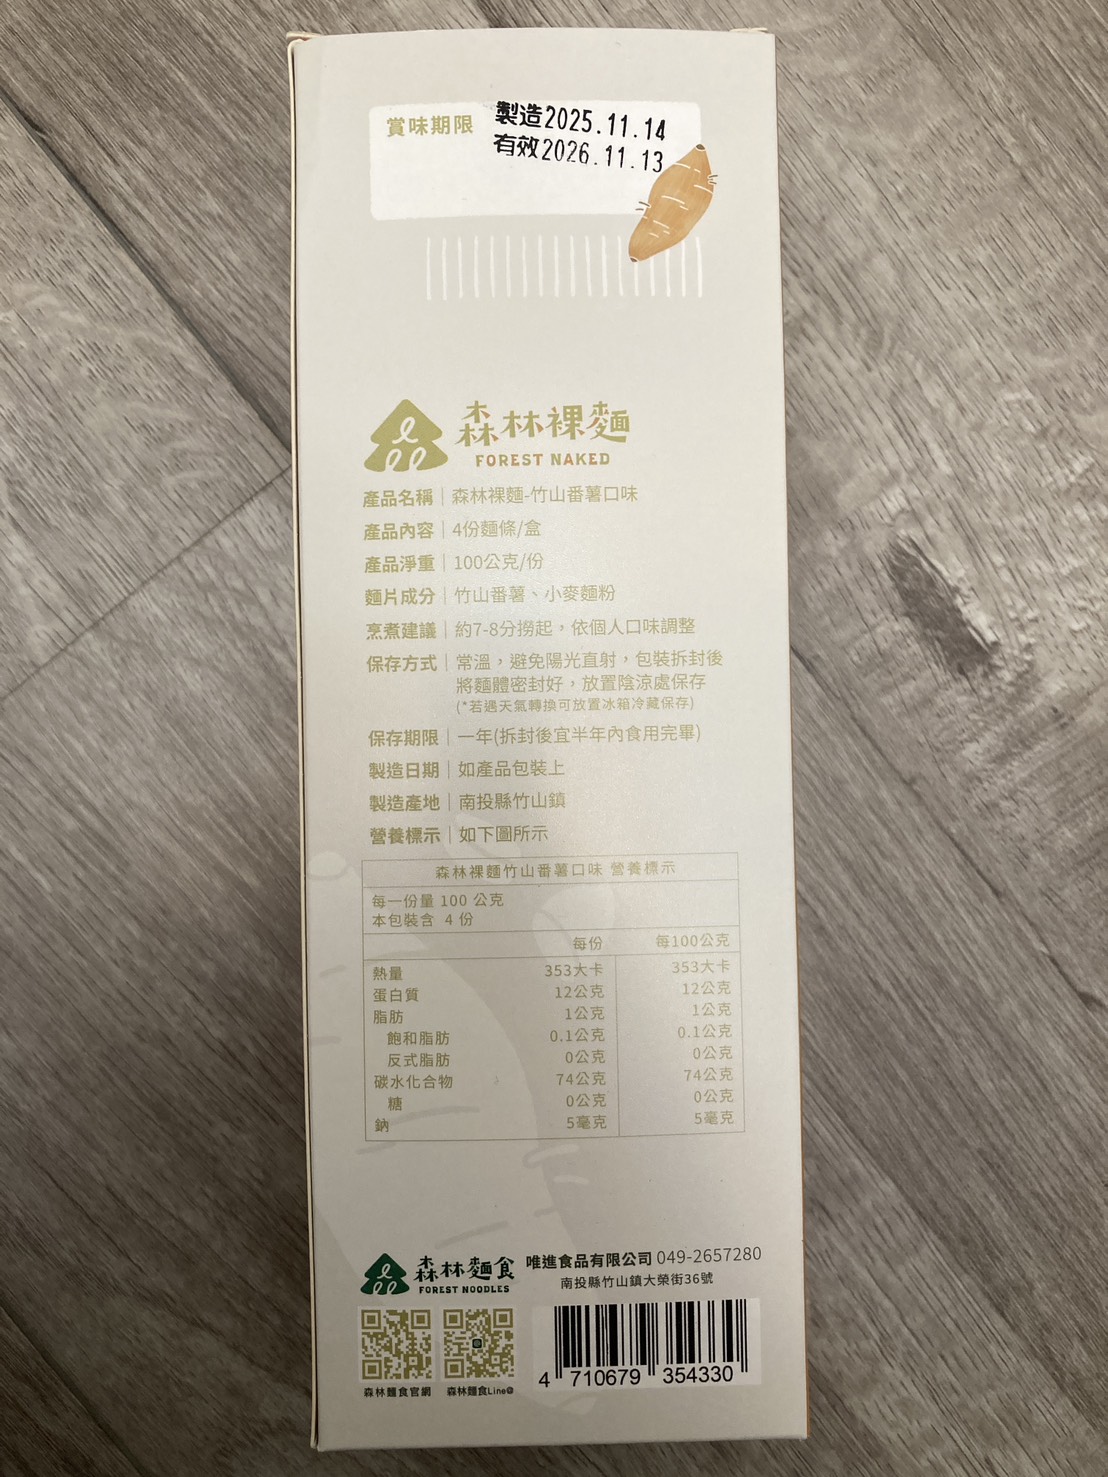 賞味期限 製造2025.11.14
有效2026.11.13
森林裸麵
FOREST NAKED
產品名稱｜森林裸麵-竹山番薯口味
產品內容｜4份麵條/盒
產品淨重｜100公克/份
麵片成分｜竹山番薯、小麥麵粉
烹煮建議｜約7-8分撈起，依個人口味調整
保存方式｜常溫，避免陽光直射，包裝拆封後
將麵體密封好，放置陰涼處保存
(*若遇天氣轉換可放置冰箱冷藏保存)
保存期限｜一年(拆封後宜半年內食用完畢)
製造日期｜如產品包裝上
製造產地｜南投縣竹山鎮
營養標示｜如下圖所示
森林裸麵竹山番薯口味 營養標示
每一份量 100 公克
本包裝含 4 份
每份 每100公克
熱量 353大卡 353大卡
蛋白質 12公克 12公克
脂肪 1公克 1公克
飽和脂肪 0.1公克 0.1公克
反式脂肪 0公克 0公克
碳水化合物 74公克 74公克
糖 0公克 0公克
鈉 5毫克 5毫克
森林麵食 唯進食品有限公司 049-2657280
FOREST NOODLES 南投縣竹山鎮大榮街36號
森林麵食官網 森林麵食Line@
4 710679 354330